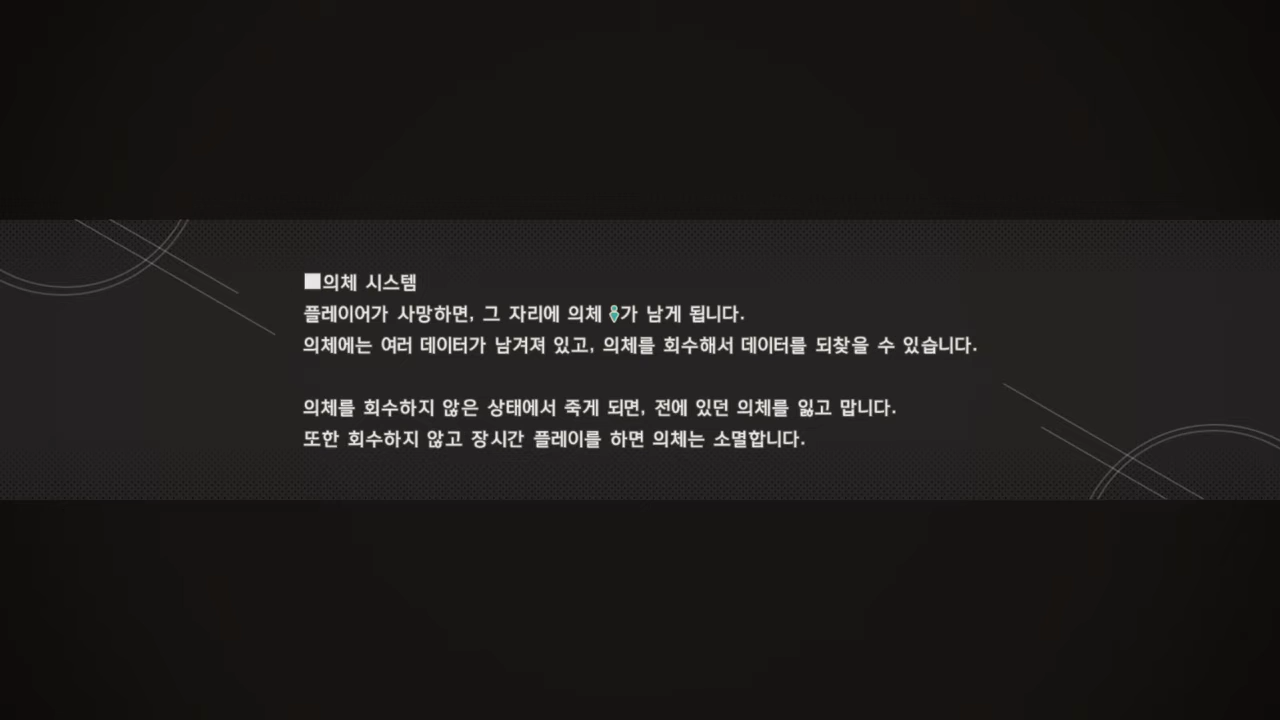 ■의체 시스템
플레이어가 사망하면, 그 자리에 의체 가 남게 됩니다.
의체에는 여러 데이터가 남겨져 있고, 의체를 회수해서 데이터를 되찾을 수 있습니다.
의체를 회수하지 않은 상태에서 죽게 되면, 전에 있던 의체를 잃고 맙니다.
또한 회수하지 않고 장시간 플레이를 하면 의체는 소멸합니다.